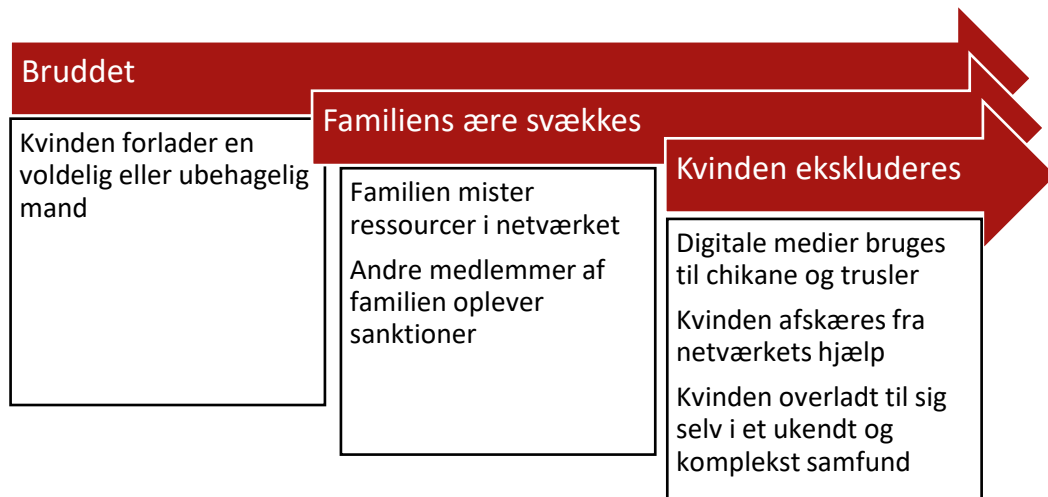 Bruddet
Kvinden forlader en
voldelig eller ubehagelig
mand
Familiens ære svækkes
Familien mister
ressourcer i netværket
Andre medlemmer af
familien oplever
sanktioner
Kvinden ekskluderes
Digitale medier bruges
til chikane og trusler
Kvinden afskæres fra
netværkets hjælp
Kvinden overladt til sig
selv i et ukendt og
komplekst samfund